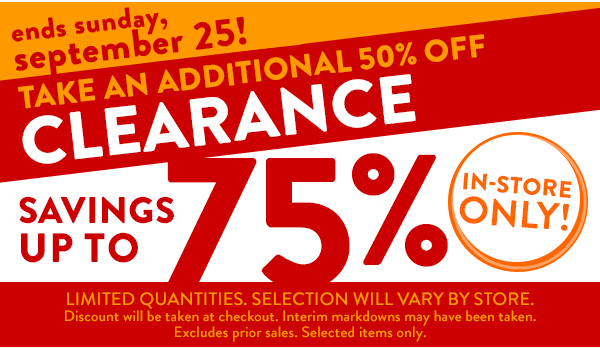 ends sunday,
september 25!
TAKE AN ADDITIONAL 50% OFF
CLEARANCE
SAVINGS
UP TO
75%
IN-STORE
ONLY!
LIMITED QUANTITIES. SELECTION WILL VARY BY STORE.
Discount will be taken at checkout. Interim markdowns may have been taken.
Excludes prior sales. Selected items only.